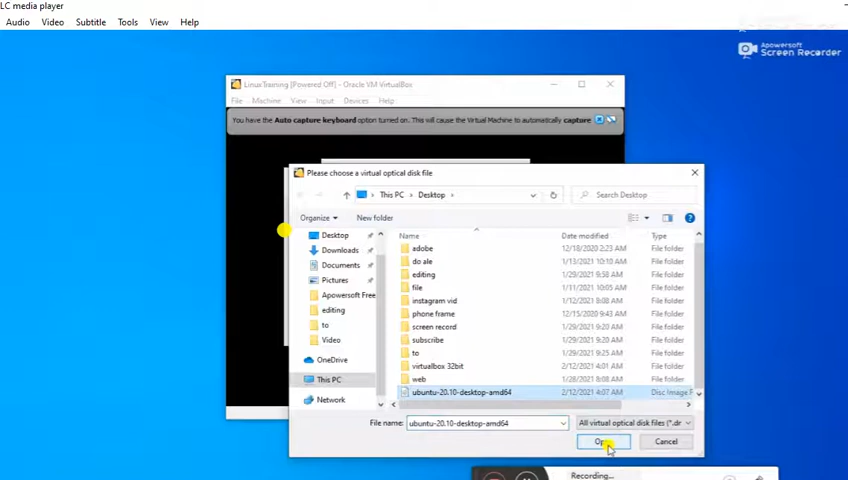 LC media player
Audio Video Subtitle Tools View Help
Apowersoft
Screen Recorder
LinuxTraining [Powered Off] - Oracle VM VirtualBox
File Machine View Input Devices Help
You have the Auto capture keyboard option turned on. This will cause the Virtual Machine to automatically capture
Please choose a virtual optical disk file
This PC > Desktop >
Search Desktop
Organize New folder
Name Date modified Type
Desktop
Downloads
Documents
Pictures
Apowersoft Free
editing
to
Video
OneDrive
This PC
Network
adobe 12/18/2020 2:23 AM File folder
do ale 1/13/2021 10:10 AM File folder
editing 1/29/2021 9:58 AM File folder
file 1/11/2021 10:05 AM File folder
instagram vid 1/12/2021 8:08 AM File folder
phone frame 12/15/2020 9:43 AM File folder
screen record 1/29/2021 9:20 AM File folder
subscribe 1/29/2021 9:20 AM File folder
to 1/29/2021 9:25 AM File folder
virtualbox 32bit 2/12/2021 4:01 AM File folder
web 1/28/2021 8:08 AM File folder
ubuntu-20.10-desktop-amd64 2/12/2021 4:07 AM Disc Image F
File name: ubuntu-20.10-desktop-amd64 All virtual optical disk files (*.dr
Cancel
Recording...